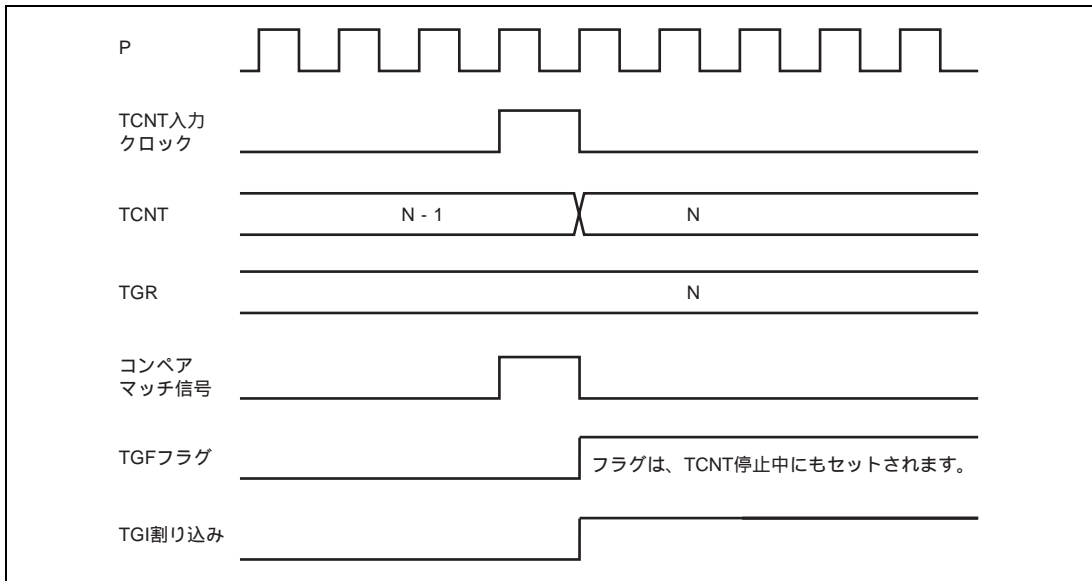 P
TCNT入力
クロック
TCNT
N - 1
N
TGR
N
コンペア
マッチ信号
TGFフラグ
フラグは、TCNT停止中にもセットされます。
TGI割り込み